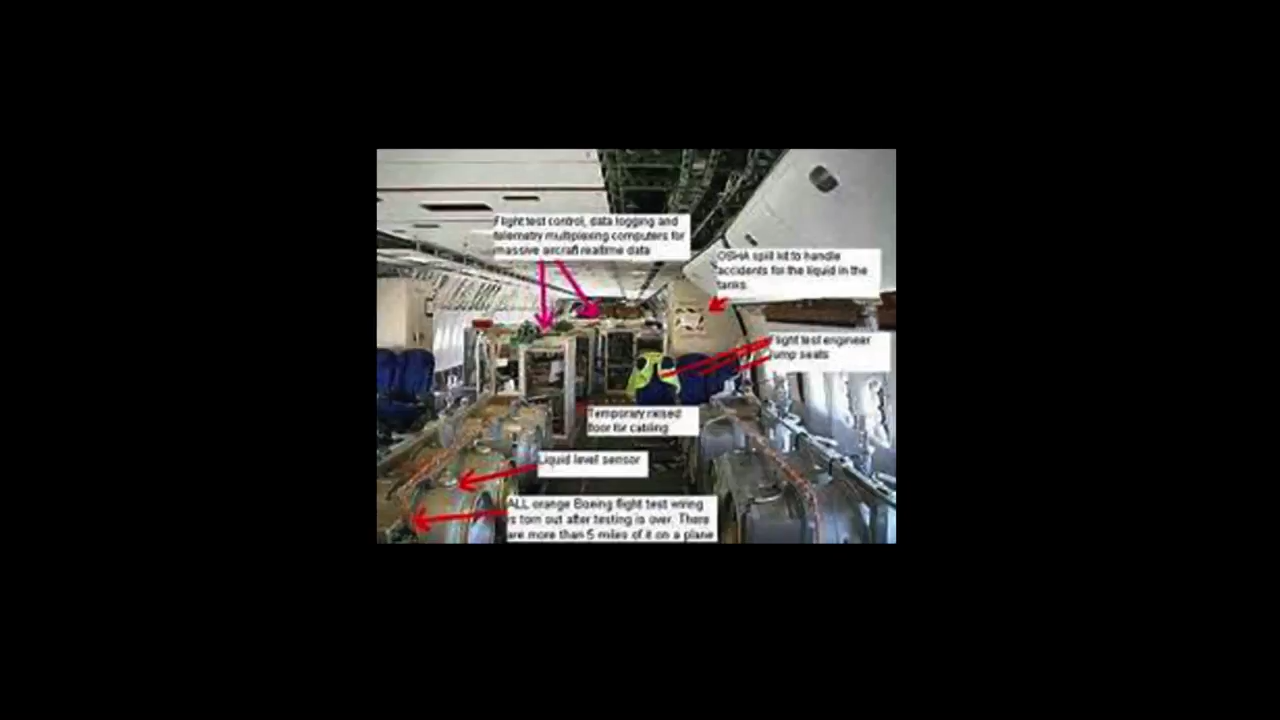 Flight test control, data logging and
telemetry multiplexing computers for
massive aircraft realtime data
OSHA spill kit to handle
accidents for the liquid in the
tanks.
Flight test engineer
jump seats
Temporary raised
floor for cabling
Liquid level sensor
ALL orange Boeing flight test wiring
is torn out after testing is over. There
are more than 5 miles of it on a plane